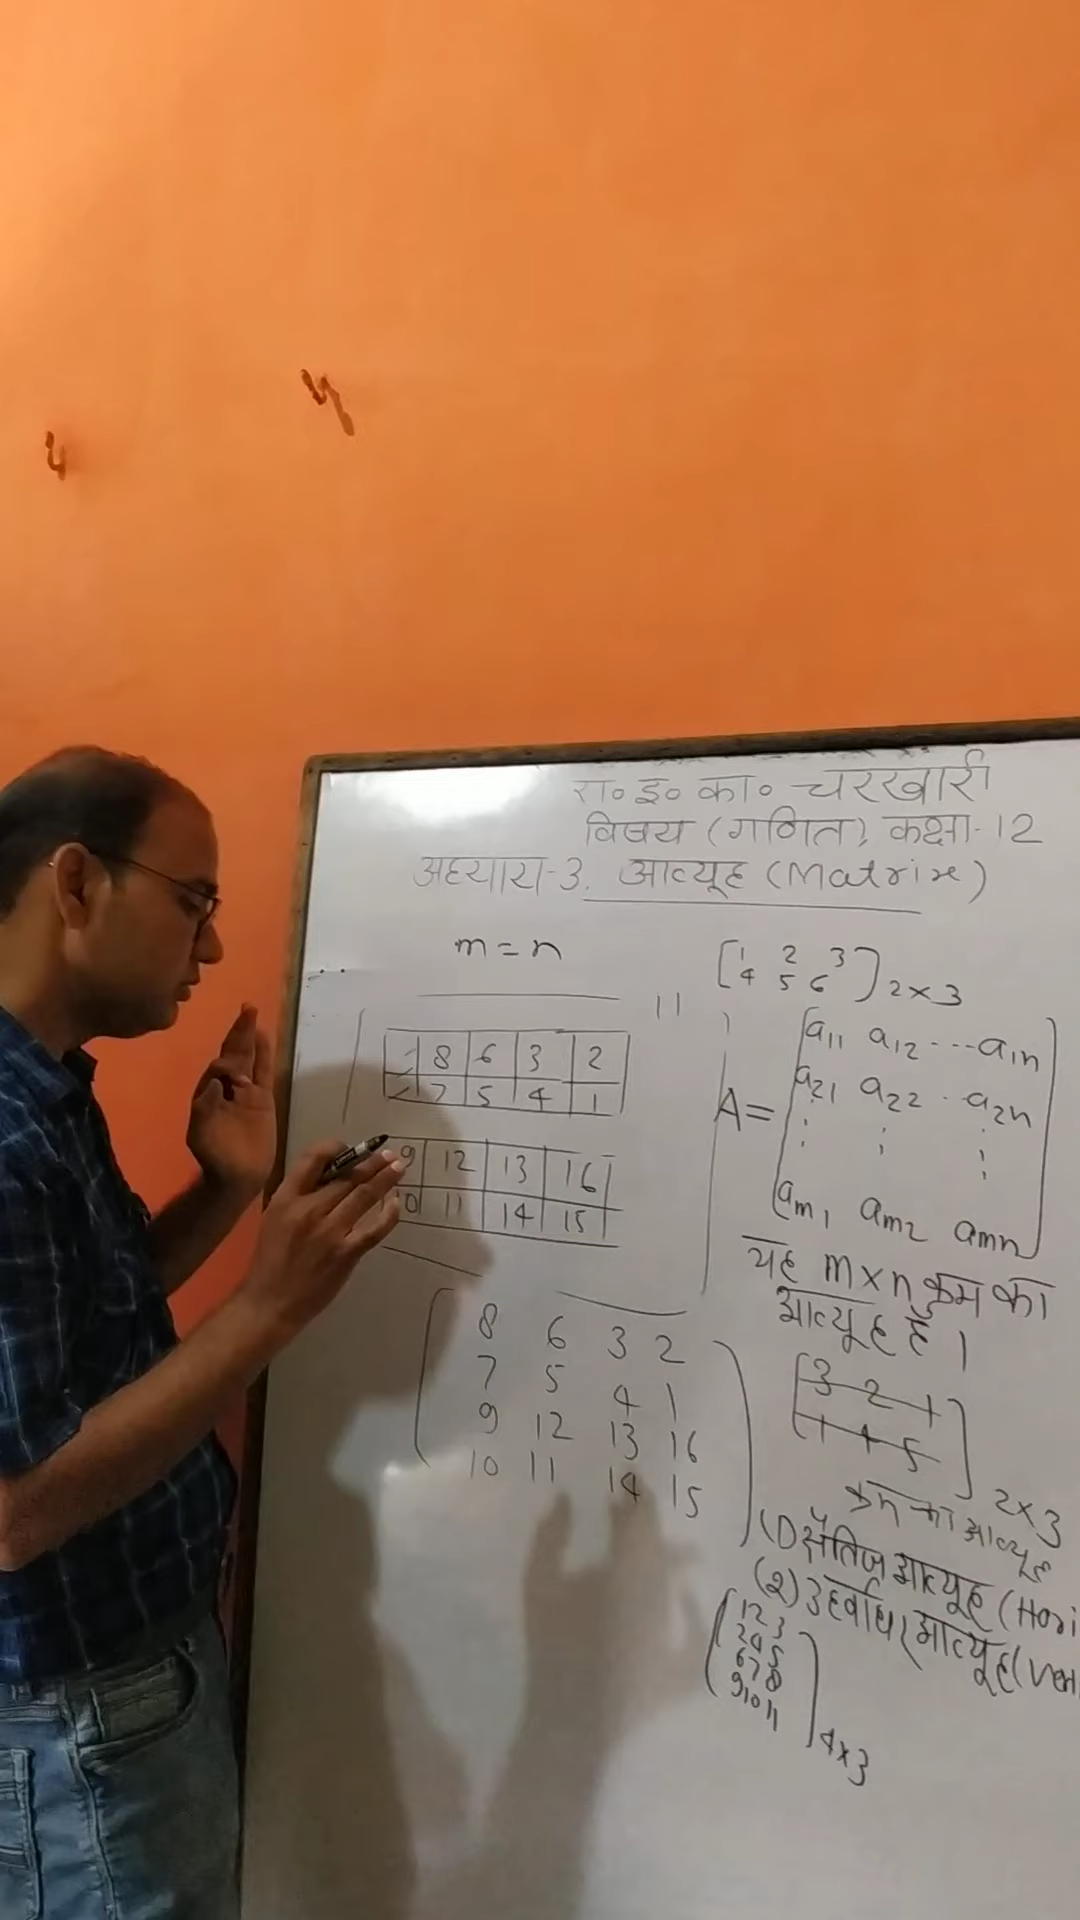 रा॰ इ॰ का॰ चरखारी
विषय (गणित), कक्षा-12
अध्याय-3. आव्यूह (Matrix)
m = n
8 6 3 2
7 5 4 1
9 12 13 16
10 11 14 15
8 6 3 2
7 5 4 1
9 12 13 16
10 11 14 15
[1 2 3
4 5 6] 2×3
A = [a11 a12 ---a1n
a21 a22 . a2n
: : :
am1 am2 amn]
यह m×n क्रम का
आव्यूह है ।
[3 2 1
1 4 5] 2×3
क्रम का आव्यूह
(1) क्षैतिज आव्यूह (Hori
(2) उर्ध्वाधर आव्यूह (Ver
[1 2 3
2 4 5
6 7 8
9 10 11] 4×3